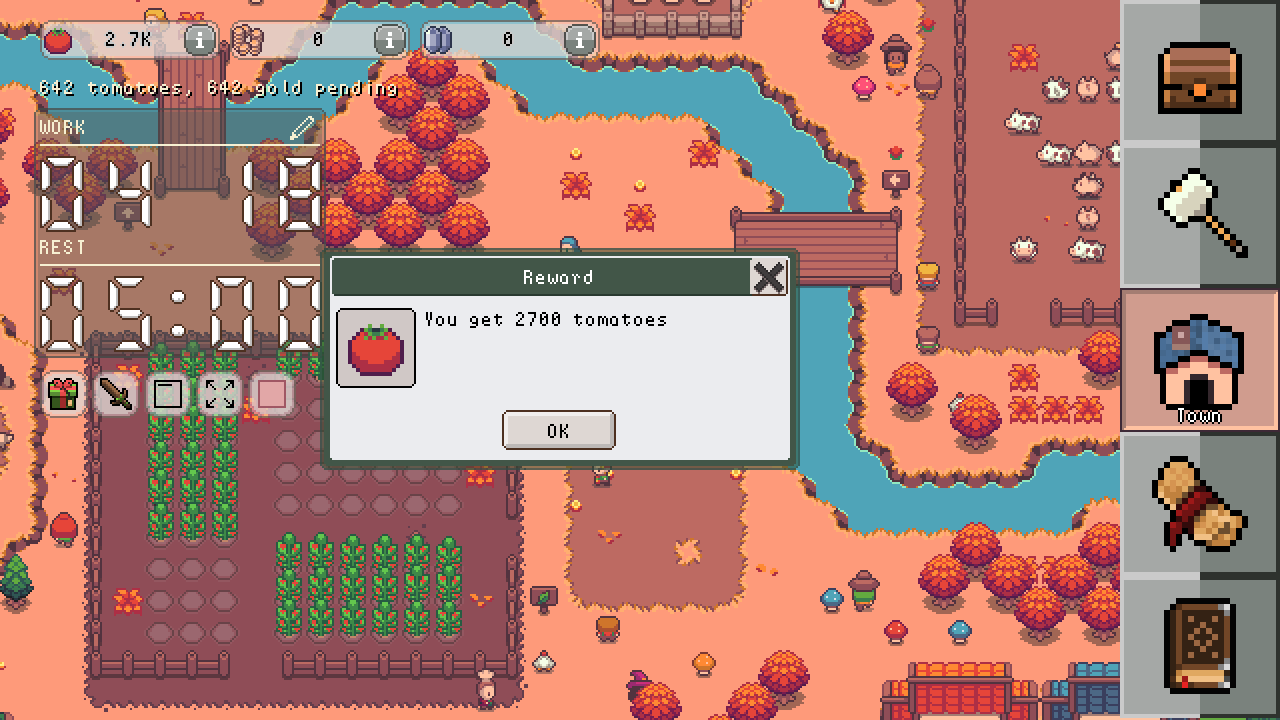 2.7K
0
0
.642 tomatoes, 642 gold pending
WORK
04 18
REST
05:00
Reward
You get 2700 tomatoes
OK
Town